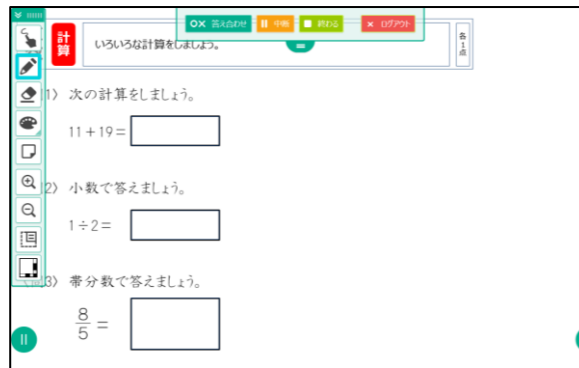 OX 答え合わせ 中断 終わる × ログアウト
計算 いろいろな計算をしましょう。 各1点
1〉 次の計算をしましょう。
11+19=
2〉 小数で答えましょう。
1÷2=
3〉 帯分数で答えましょう。
8/5 =